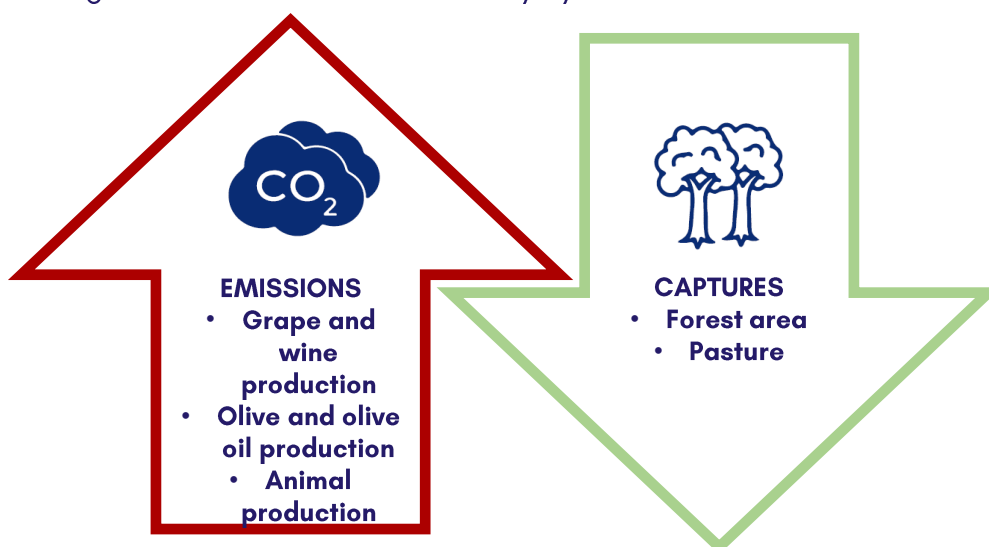 CO2
EMISSIONS
• Grape and
wine
production
• Olive and olive
oil production
• Animal
production
CAPTURES
• Forest area
• Pasture